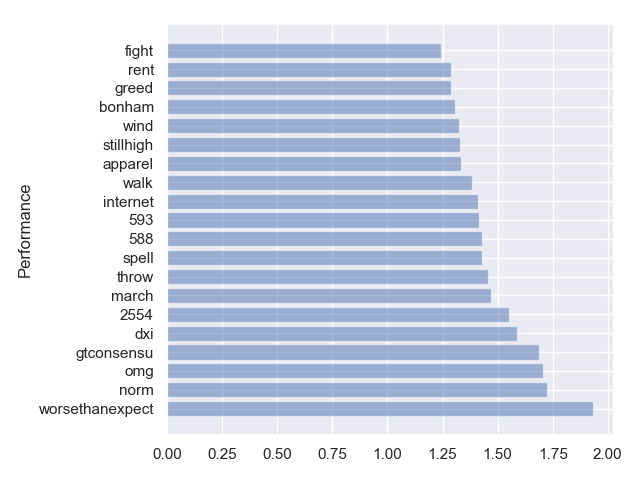 Performance
fight
rent
greed
bonham
wind
stillhigh
apparel
walk
internet
593
588
spell
throw
march
2554
dxi
gtconsensu
omg
norm
worsethanexpect
0.00 0.25 0.50 0.75 1.00 1.25 1.50 1.75 2.00